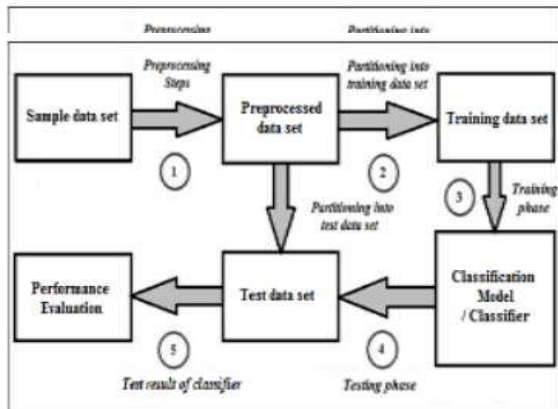 Preprocessing
Partitioning into
Preprocessing
Steps
Partitioning into
training data set
Sample data set
Preprocessed
data set
Training data set
1
2
3
Training
phase
Partitioning into
test data set
Performance
Evaluation
Test data set
Classification
Model
/ Classifier
5
4
Test result of classifier
Testing phase